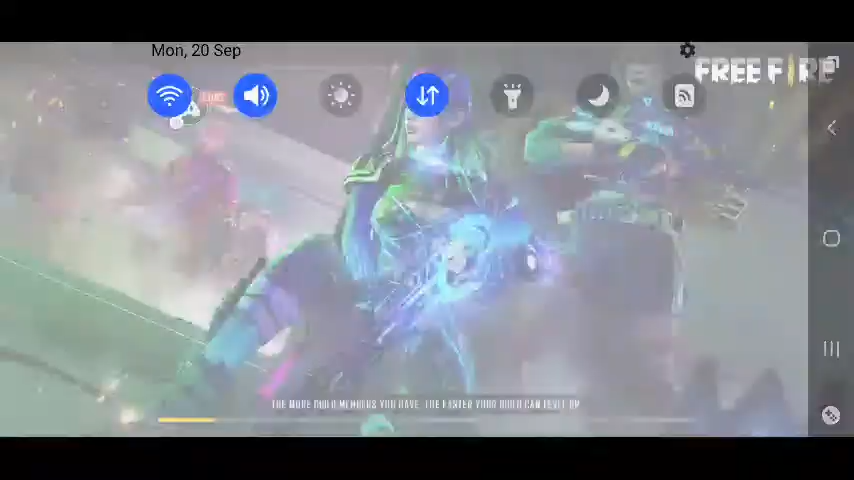 Mon, 20 Sep
FREE FIRE
THE MORE GUILD MEMBERS YOU HAVE, THE FASTER YOUR GUILD CAN LEVEL UP